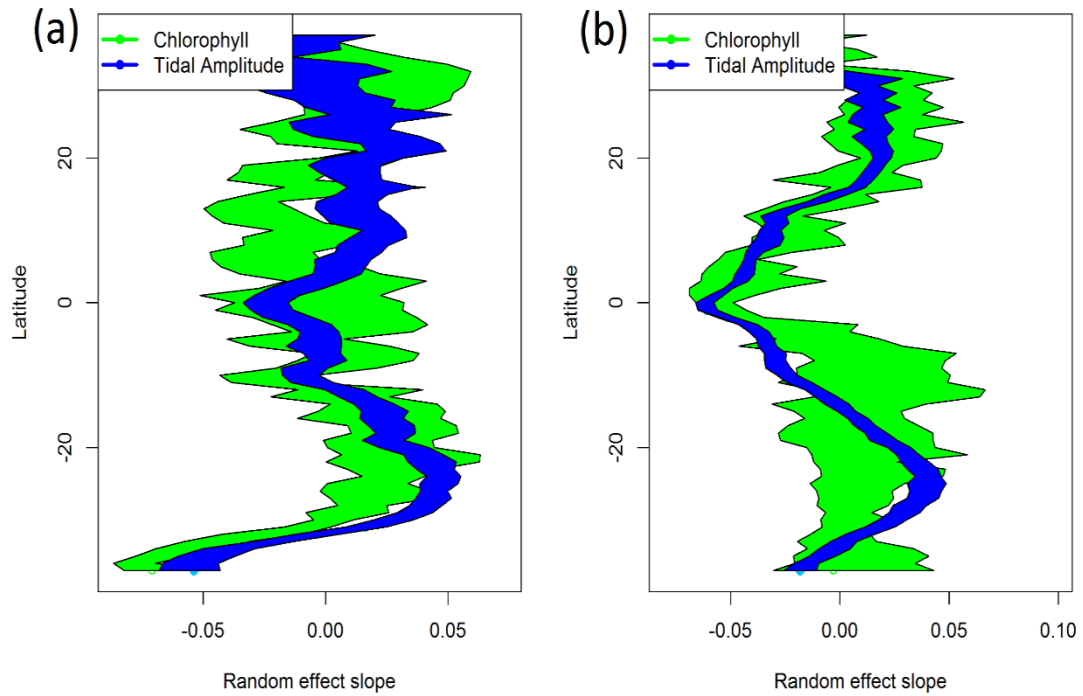 (a)
Chlorophyll
Tidal Amplitude
20
0
-20
Latitude
-0.05 0.00 0.05
Random effect slope
(b)
Chlorophyll
Tidal Amplitude
20
0
-20
Latitude
-0.05 0.00 0.05 0.10
Random effect slope